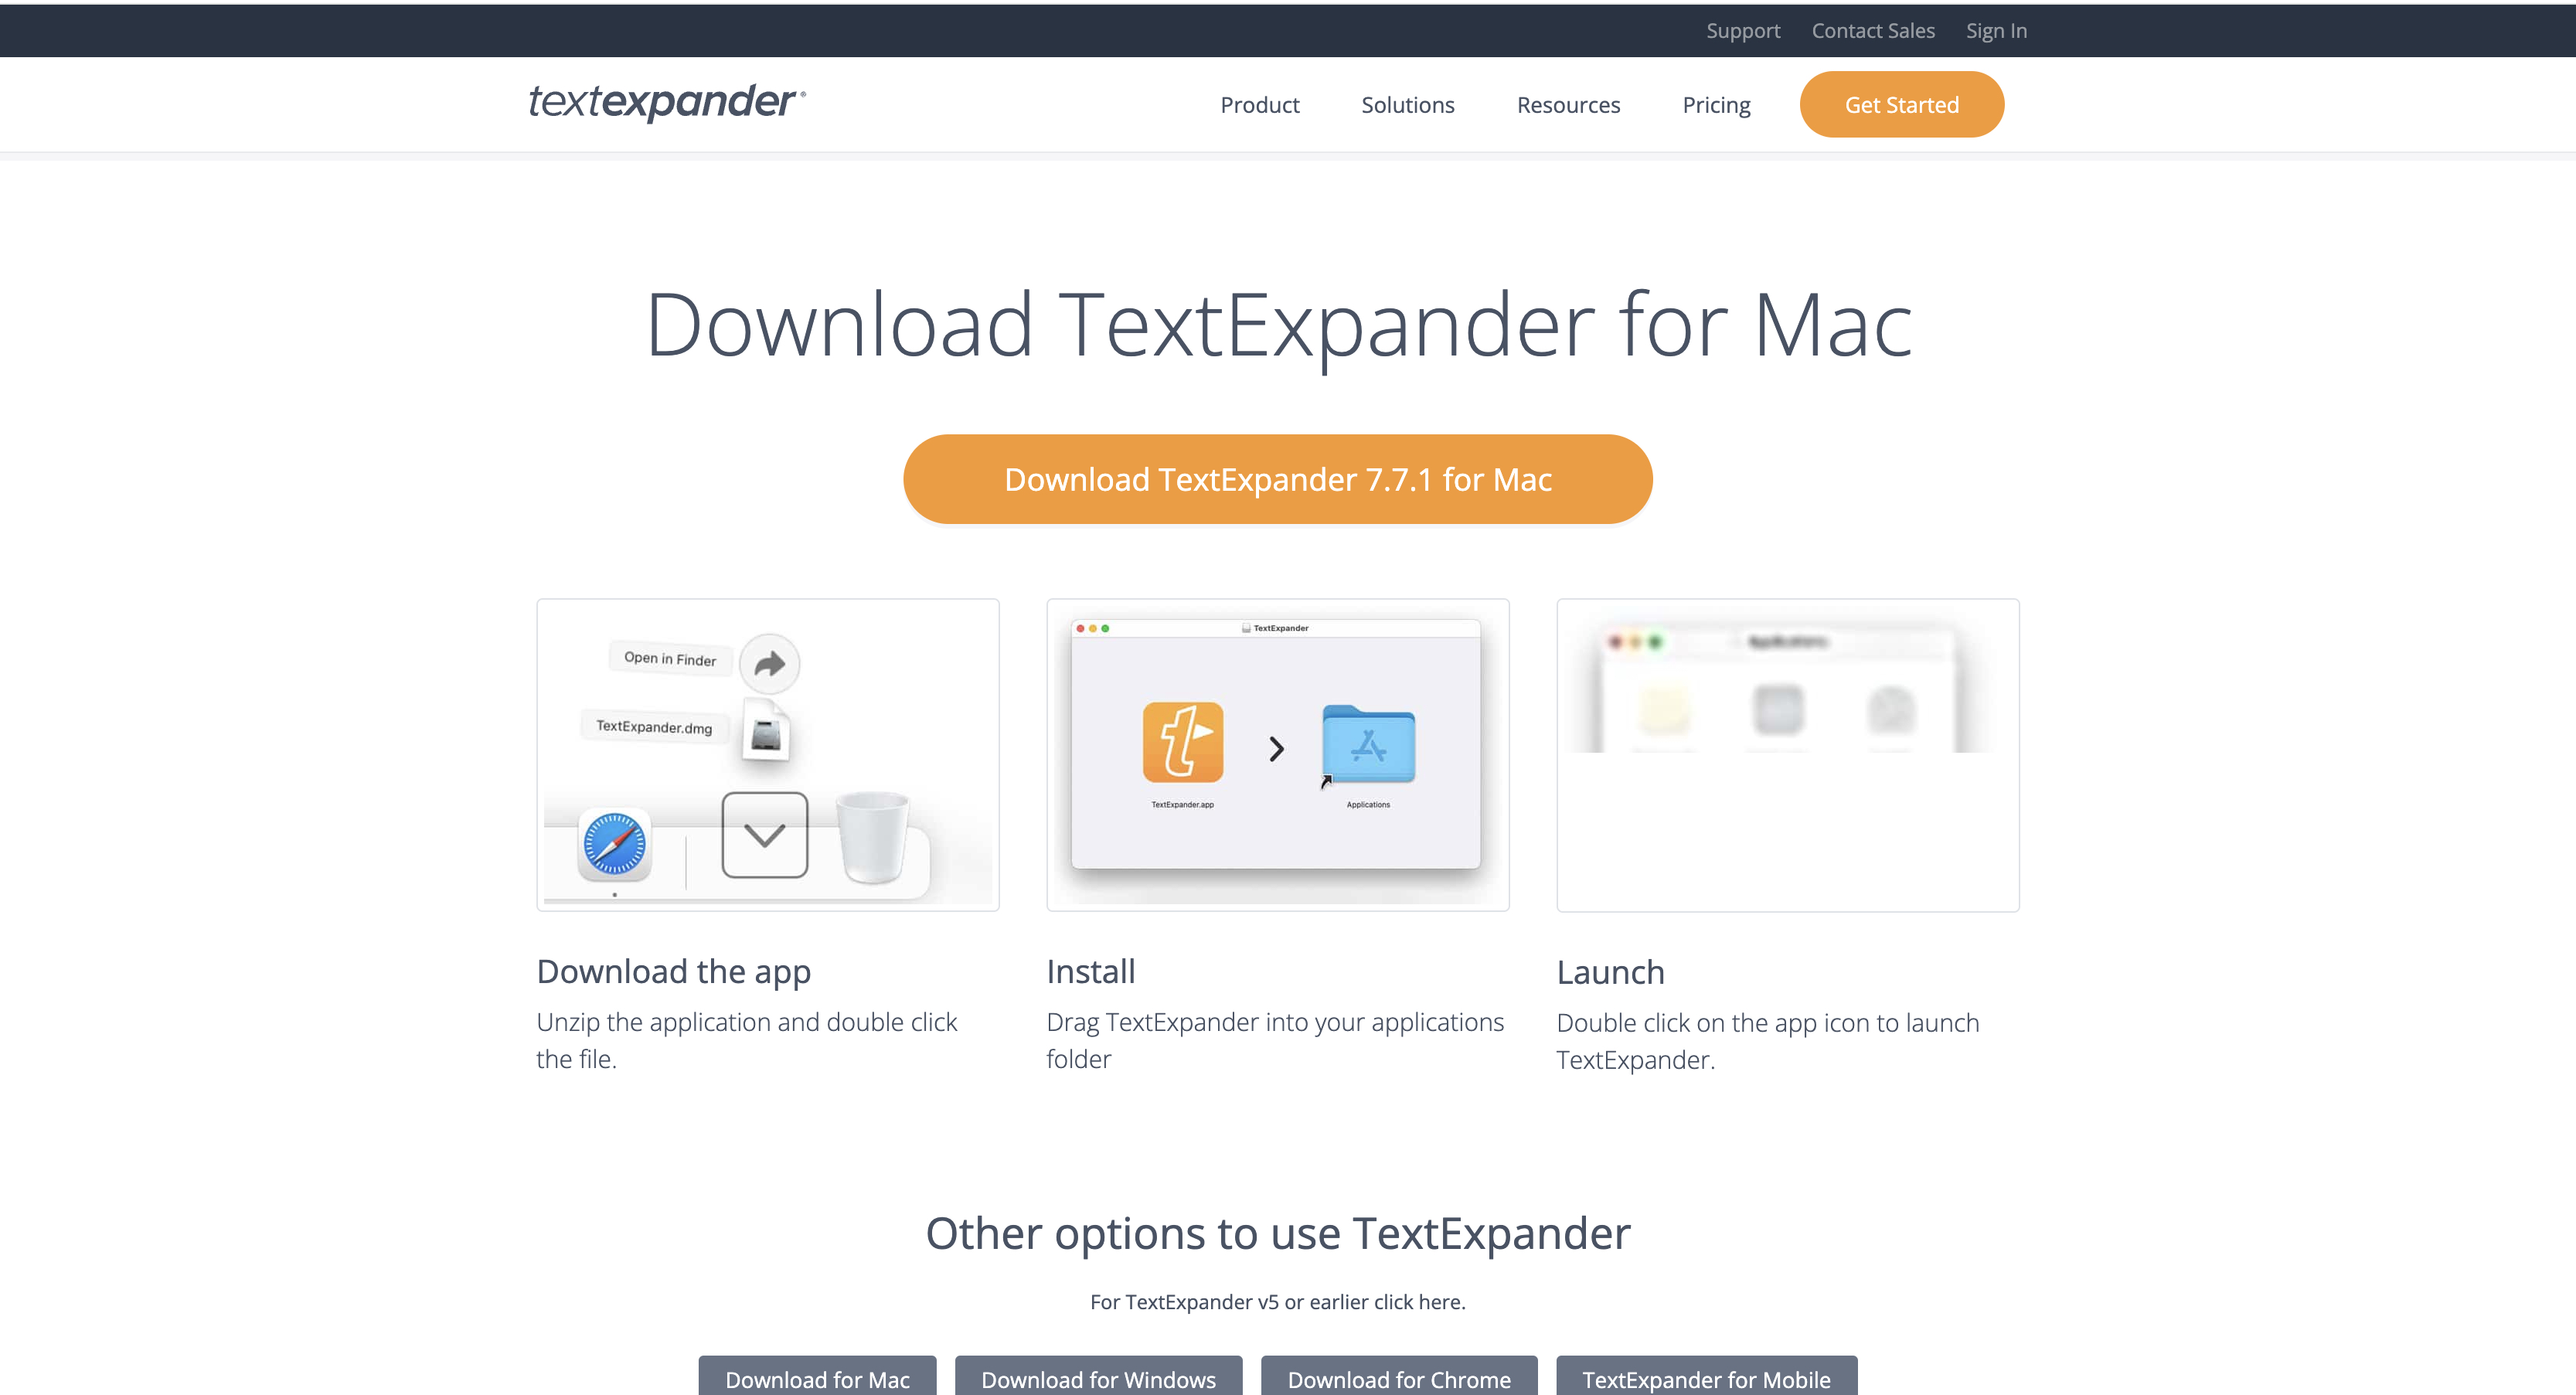 Support Contact Sales Sign In
textexpander®
Product Solutions Resources Pricing Get Started
Download TextExpander for Mac
Download TextExpander 7.7.1 for Mac
Open in Finder
TextExpander.dmg
TextExpander
TextExpander.app
Applications
Download the app
Unzip the application and double click
the file.
Install
Drag TextExpander into your applications
folder
Launch
Double click on the app icon to launch
TextExpander.
Other options to use TextExpander
For TextExpander v5 or earlier click here.
Download for Mac Download for Windows Download for Chrome TextExpander for Mobile